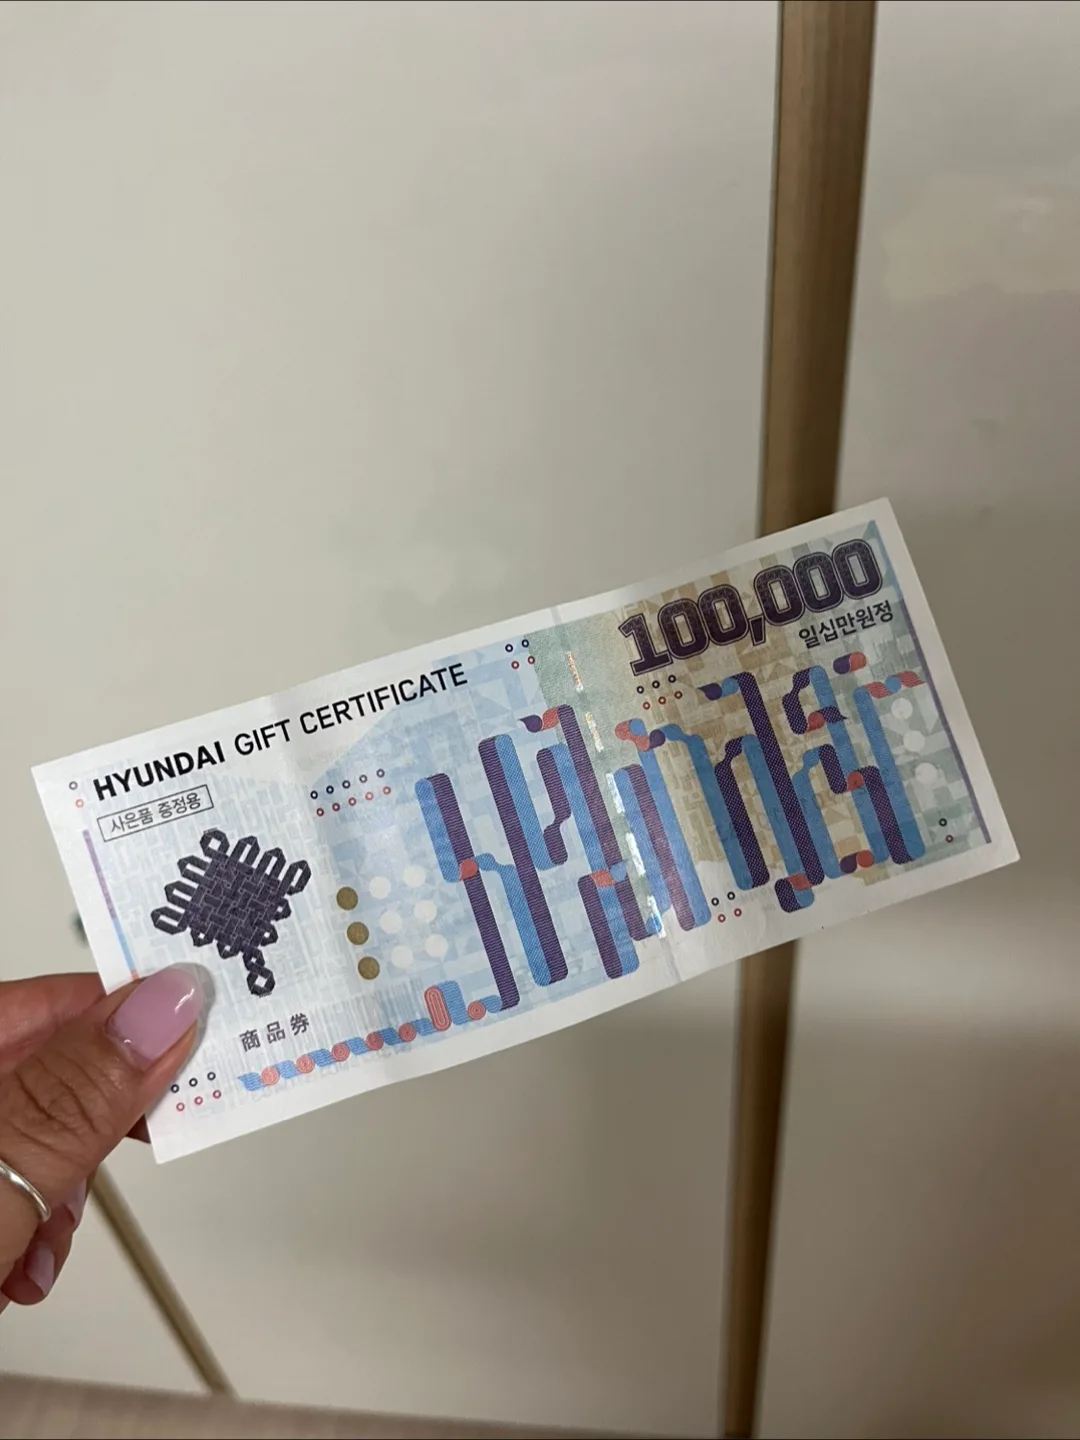 HYUNDAI GIFT CERTIFICATE
사은품 증정용
商品券
100,000
일십만원정